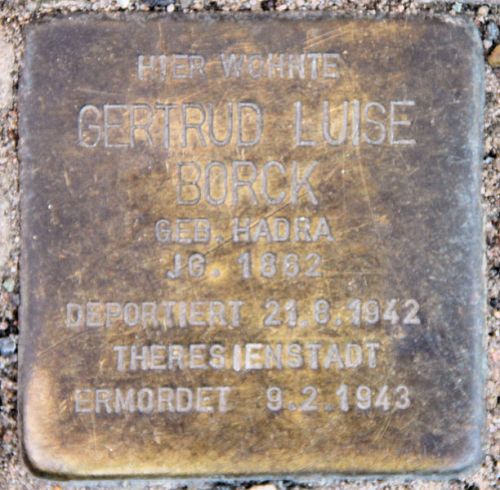 HIER WOHNTE
GERTRUD LUISE
BORCK
GEB. HADRA
JG. 1862
DEPORTIERT 21.8.1942
THERESIENSTADT
ERMORDET 9.2.1943